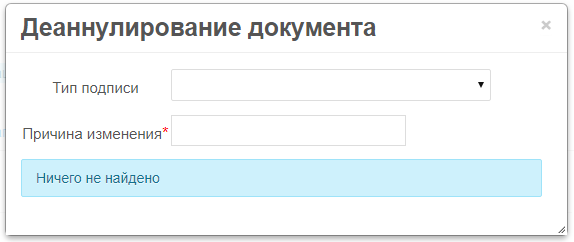 Деаннулирование документа
×
Тип подписи
Причина изменения*
Ничего не найдено